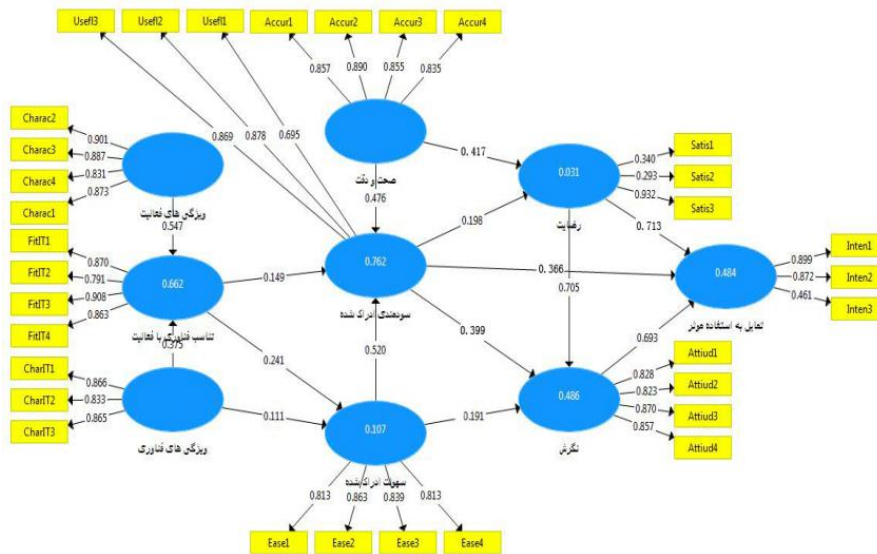 Usefl3 Usefl2 Usefl1 Accur1 Accur2 Accur3 Accur4
0.857 0.890 0.855 0.835
0.869 0.878 0.695
Charac2
Charac3
Charac4
Charac1
0.901
0.887
0.831
0.873
ویژگی های فعالیت
0.547
صحت و دقت
0.476
0.417
0.031
رضایت
0.340
0.293
0.932
Satis1
Satis2
Satis3
0.198
0.713
FitIT1
FitIT2
FitIT3
FitIT4
0.870
0.791
0.908
0.863
0.662
تناسب فناوری با فعالیت
0.375
0.149
0.762
سودمندی ادراک شده
0.366
0.705
0.484
تمایل به استفاده موثر
0.899
0.872
0.461
Inten1
Inten2
Inten3
0.241
0.520
0.399
0.693
CharIT1
CharIT2
CharIT3
0.866
0.833
0.865
ویژگی های فناوری
0.111
0.107
سهولت ادراک شده
0.191
0.486
نگرش
0.828
0.823
0.870
0.857
Attiud1
Attiud2
Attiud3
Attiud4
0.813 0.863 0.839 0.813
Ease1 Ease2 Ease3 Ease4